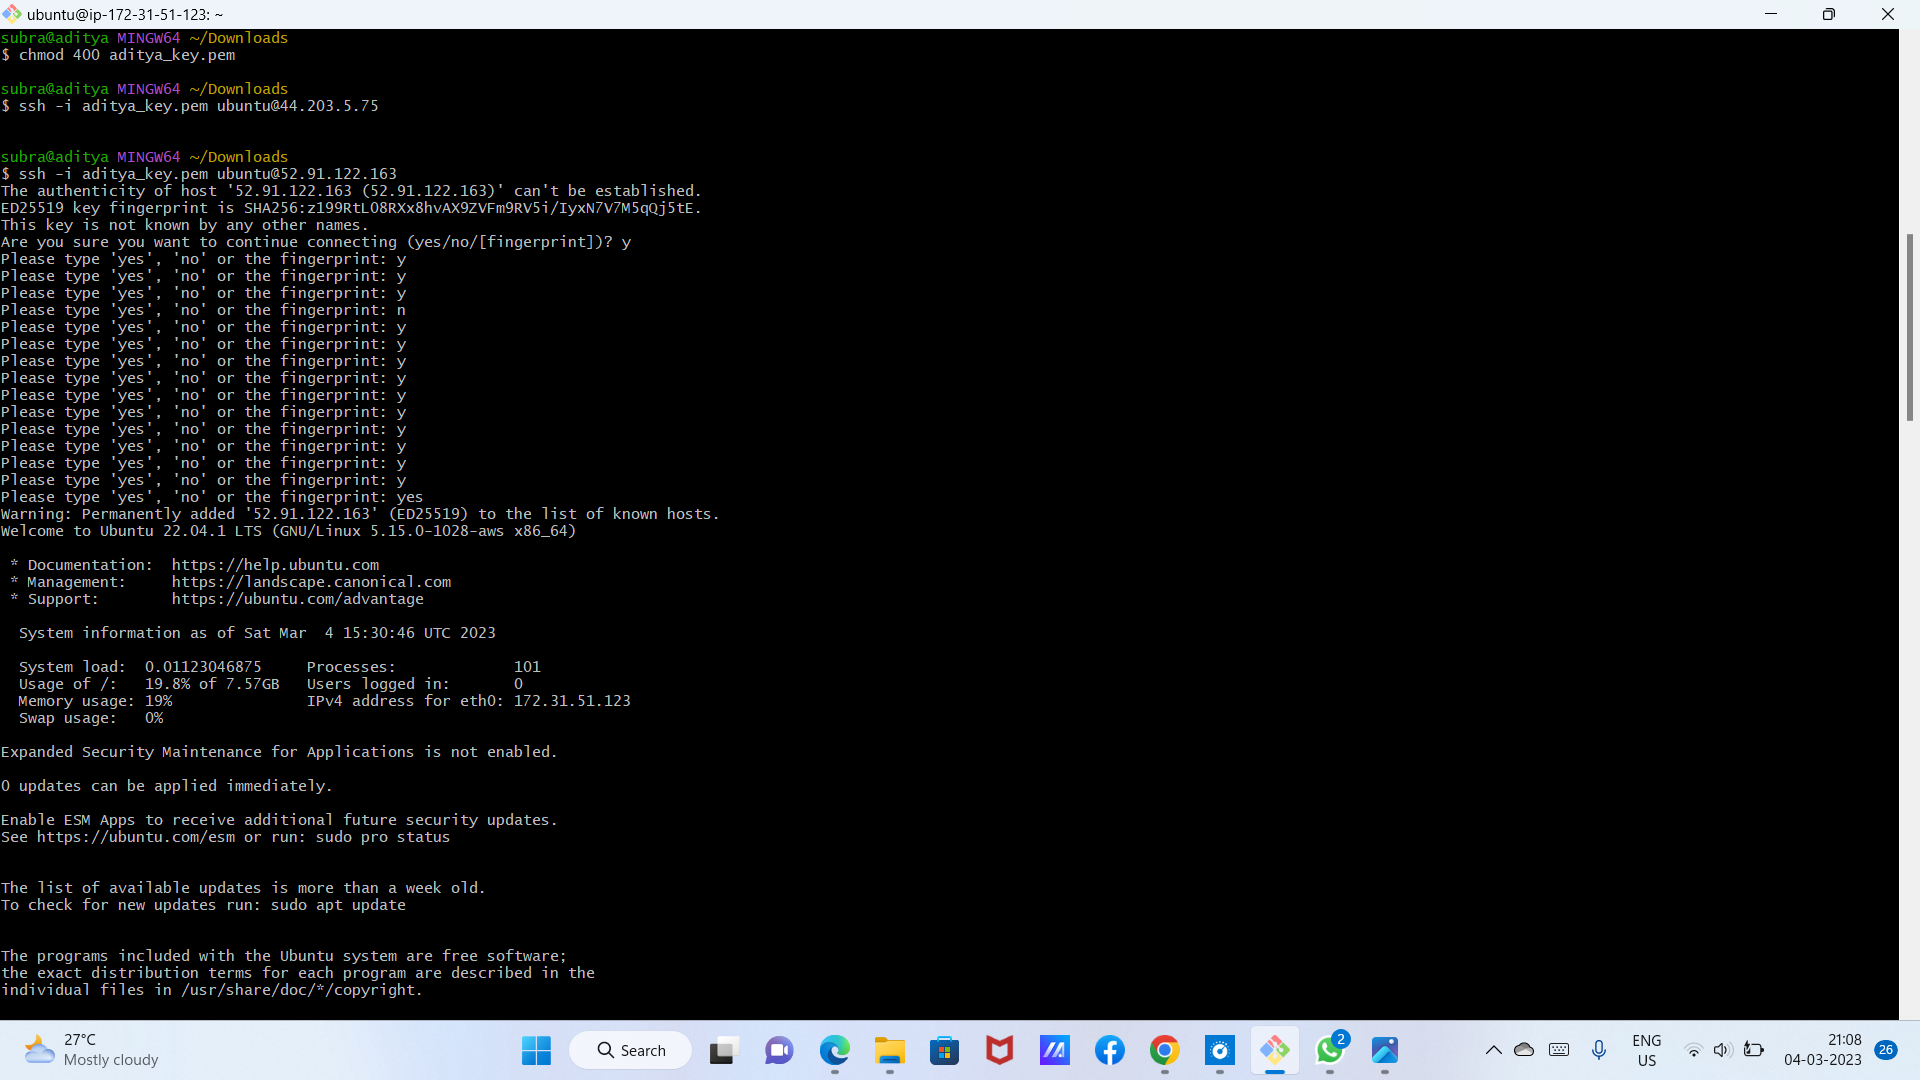 ubuntu@ip-172-31-51-123: ~
subra@aditya MINGW64 ~/Downloads
$ chmod 400 aditya_key.pem
subra@aditya MINGW64 ~/Downloads
$ ssh -i aditya_key.pem ubuntu@44.203.5.75
subra@aditya MINGW64 ~/Downloads
$ ssh -i aditya_key.pem ubuntu@52.91.122.163
The authenticity of host '52.91.122.163 (52.91.122.163)' can't be established.
ED25519 key fingerprint is SHA256:z199RtLO8RXx8hvAX9ZVFm9RV5i/IyxN7V7M5qQj5tE.
This key is not known by any other names.
Are you sure you want to continue connecting (yes/no/[fingerprint])? y
Please type 'yes', 'no' or the fingerprint: y
Please type 'yes', 'no' or the fingerprint: y
Please type 'yes', 'no' or the fingerprint: y
Please type 'yes', 'no' or the fingerprint: n
Please type 'yes', 'no' or the fingerprint: y
Please type 'yes', 'no' or the fingerprint: y
Please type 'yes', 'no' or the fingerprint: y
Please type 'yes', 'no' or the fingerprint: y
Please type 'yes', 'no' or the fingerprint: y
Please type 'yes', 'no' or the fingerprint: y
Please type 'yes', 'no' or the fingerprint: y
Please type 'yes', 'no' or the fingerprint: y
Please type 'yes', 'no' or the fingerprint: y
Please type 'yes', 'no' or the fingerprint: y
Please type 'yes', 'no' or the fingerprint: yes
Warning: Permanently added '52.91.122.163' (ED25519) to the list of known hosts.
Welcome to Ubuntu 22.04.1 LTS (GNU/Linux 5.15.0-1028-aws x86_64)
* Documentation:  https://help.ubuntu.com
* Management:     https://landscape.canonical.com
* Support:        https://ubuntu.com/advantage
System information as of Sat Mar  4 15:30:46 UTC 2023
System load:  0.01123046875     Processes:             101
Usage of /:   19.8% of 7.57GB   Users logged in:       0
Memory usage: 19%               IPv4 address for eth0: 172.31.51.123
Swap usage:   0%
Expanded Security Maintenance for Applications is not enabled.
0 updates can be applied immediately.
Enable ESM Apps to receive additional future security updates.
See https://ubuntu.com/esm or run: sudo pro status
The list of available updates is more than a week old.
To check for new updates run: sudo apt update
The programs included with the Ubuntu system are free software;
the exact distribution terms for each program are described in the
individual files in /usr/share/doc/*/copyright.
27°C
Mostly cloudy
Search
2
ENG
US
21:08
04-03-2023
26